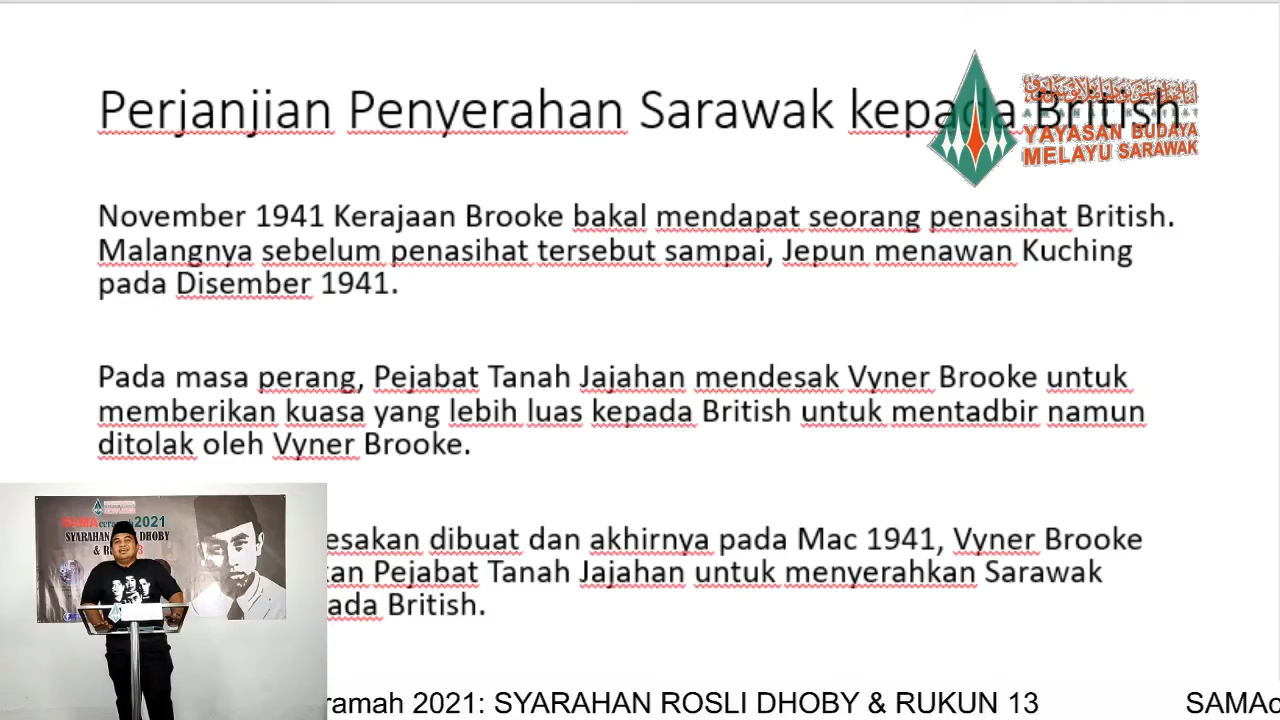 Perjanjian Penyerahan Sarawak kepada British
YAYASAN BUDAYA
MELAYU SARAWAK
November 1941 Kerajaan Brooke bakal mendapat seorang penasihat British.
Malangnya sebelum penasihat tersebut sampai, Jepun menawan Kuching
pada Disember 1941.
Pada masa perang, Pejabat Tanah Jajahan mendesak Vyner Brooke untuk
memberikan kuasa yang lebih luas kepada British untuk mentadbir namun
ditolak oleh Vyner Brooke.
esakan dibuat dan akhirnya pada Mac 1941, Vyner Brooke
kan Pejabat Tanah Jajahan untuk menyerahkan Sarawak
ada British.
SAMAceramah2021
SYARAHAN DHOBY
& RUKUN 13
ramah 2021: SYARAHAN ROSLI DHOBY & RUKUN 13 SAMAc